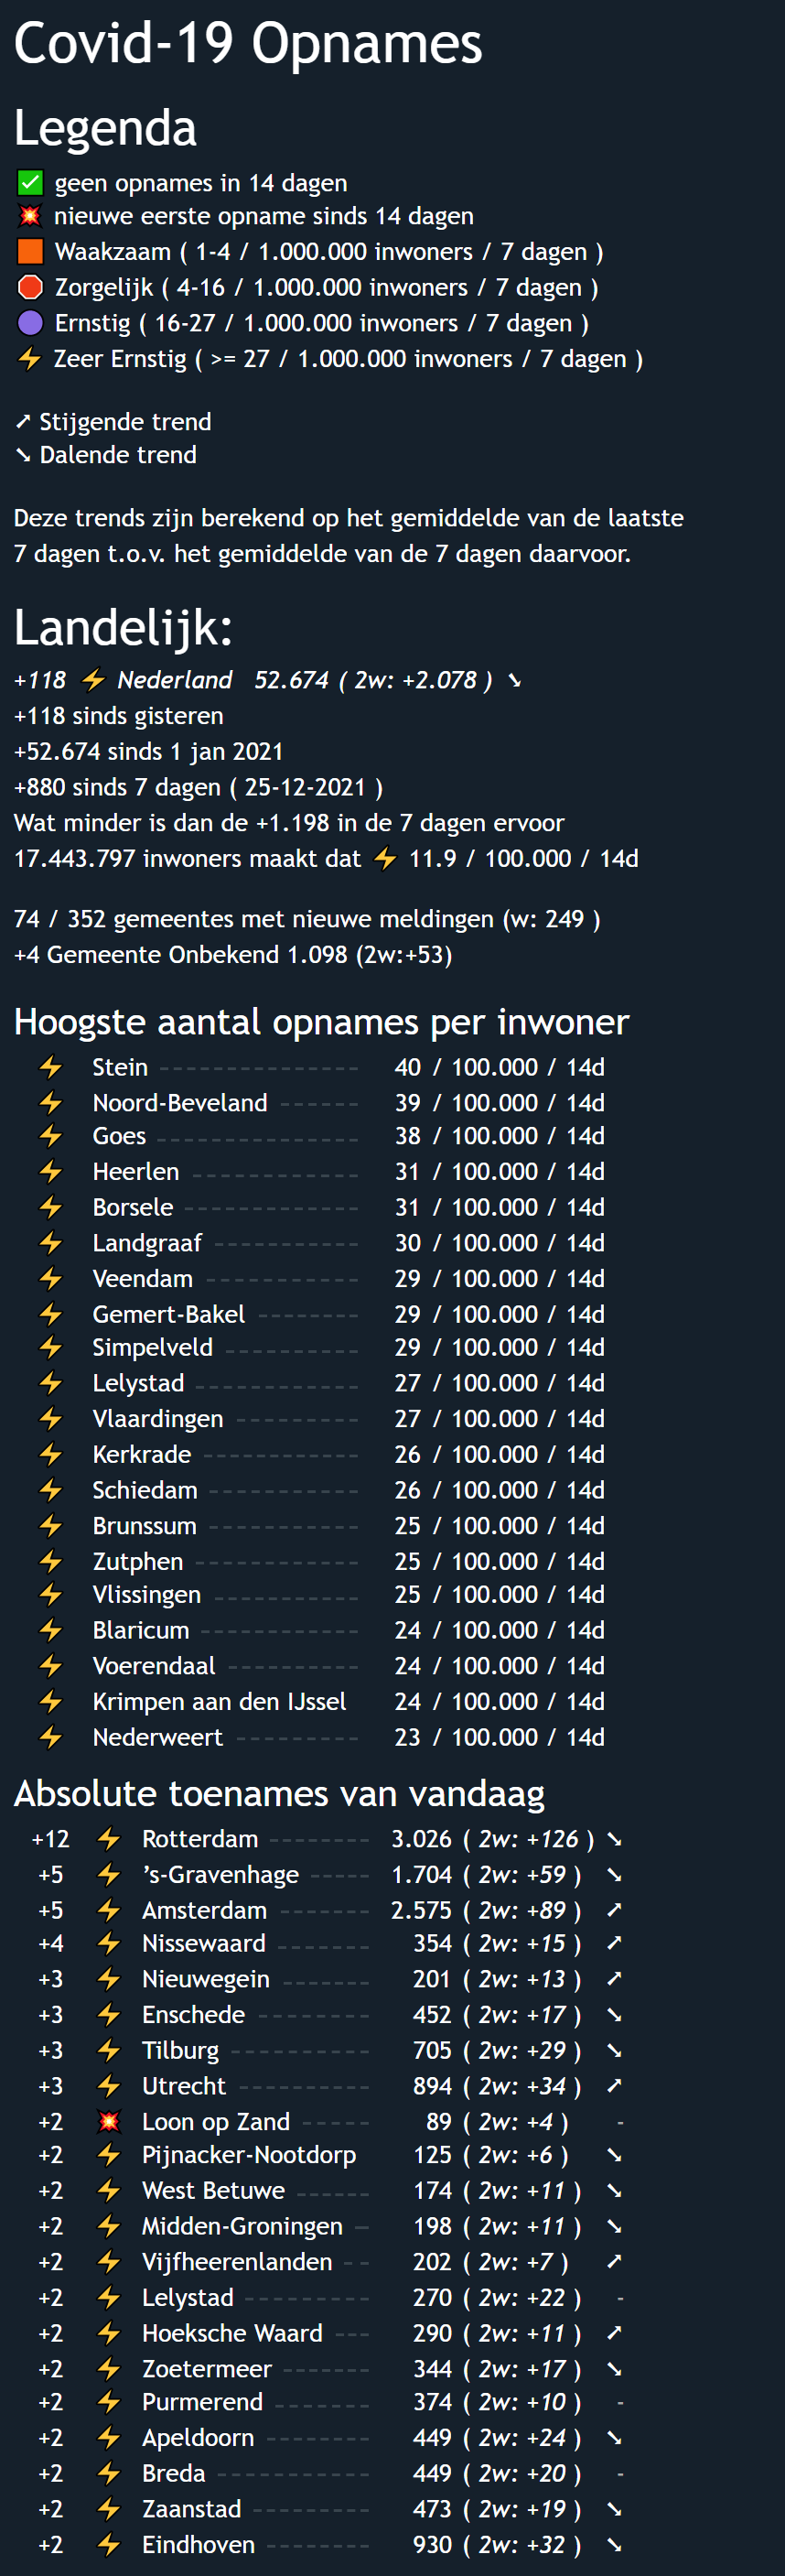 Covid-19 Opnames
Legenda
✅ geen opnames in 14 dagen
💥 nieuwe eerste opname sinds 14 dagen
🟧 Waakzaam ( 1-4 / 1.000.000 inwoners / 7 dagen )
🛑 Zorgelijk ( 4-16 / 1.000.000 inwoners / 7 dagen )
🟣 Ernstig ( 16-27 / 1.000.000 inwoners / 7 dagen )
⚡ Zeer Ernstig ( >= 27 / 1.000.000 inwoners / 7 dagen )
➚ Stijgende trend
➘ Dalende trend
Deze trends zijn berekend op het gemiddelde van de laatste
7 dagen t.o.v. het gemiddelde van de 7 dagen daarvoor.
Landelijk:
+118 ⚡ Nederland 52.674 ( 2w: +2.078 ) ➘
+118 sinds gisteren
+52.674 sinds 1 jan 2021
+880 sinds 7 dagen ( 25-12-2021 )
Wat minder is dan de +1.198 in de 7 dagen ervoor
17.443.797 inwoners maakt dat ⚡ 11.9 / 100.000 / 14d
74 / 352 gemeentes met nieuwe meldingen (w: 249 )
+4 Gemeente Onbekend 1.098 (2w:+53)
Hoogste aantal opnames per inwoner
⚡ Stein 40 / 100.000 / 14d
⚡ Noord-Beveland 39 / 100.000 / 14d
⚡ Goes 38 / 100.000 / 14d
⚡ Heerlen 31 / 100.000 / 14d
⚡ Borsele 31 / 100.000 / 14d
⚡ Landgraaf 30 / 100.000 / 14d
⚡ Veendam 29 / 100.000 / 14d
⚡ Gemert-Bakel 29 / 100.000 / 14d
⚡ Simpelveld 29 / 100.000 / 14d
⚡ Lelystad 27 / 100.000 / 14d
⚡ Vlaardingen 27 / 100.000 / 14d
⚡ Kerkrade 26 / 100.000 / 14d
⚡ Schiedam 26 / 100.000 / 14d
⚡ Brunssum 25 / 100.000 / 14d
⚡ Zutphen 25 / 100.000 / 14d
⚡ Vlissingen 25 / 100.000 / 14d
⚡ Blaricum 24 / 100.000 / 14d
⚡ Voerendaal 24 / 100.000 / 14d
⚡ Krimpen aan den IJssel 24 / 100.000 / 14d
⚡ Nederweert 23 / 100.000 / 14d
Absolute toenames van vandaag
+12 ⚡ Rotterdam 3.026 ( 2w: +126 ) ➘
+5 ⚡ ’s-Gravenhage 1.704 ( 2w: +59 ) ➘
+5 ⚡ Amsterdam 2.575 ( 2w: +89 ) ➚
+4 ⚡ Nissewaard 354 ( 2w: +15 ) ➚
+3 ⚡ Nieuwegein 201 ( 2w: +13 ) ➚
+3 ⚡ Enschede 452 ( 2w: +17 ) ➘
+3 ⚡ Tilburg 705 ( 2w: +29 ) ➘
+3 ⚡ Utrecht 894 ( 2w: +34 ) ➚
+2 💥 Loon op Zand 89 ( 2w: +4 ) -
+2 ⚡ Pijnacker-Nootdorp 125 ( 2w: +6 ) ➘
+2 ⚡ West Betuwe 174 ( 2w: +11 ) ➘
+2 ⚡ Midden-Groningen 198 ( 2w: +11 ) ➘
+2 ⚡ Vijfheerenlanden 202 ( 2w: +7 ) ➚
+2 ⚡ Lelystad 270 ( 2w: +22 ) -
+2 ⚡ Hoeksche Waard 290 ( 2w: +11 ) ➚
+2 ⚡ Zoetermeer 344 ( 2w: +17 ) ➘
+2 ⚡ Purmerend 374 ( 2w: +10 ) -
+2 ⚡ Apeldoorn 449 ( 2w: +24 ) ➘
+2 ⚡ Breda 449 ( 2w: +20 ) -
+2 ⚡ Zaanstad 473 ( 2w: +19 ) ➘
+2 ⚡ Eindhoven 930 ( 2w: +32 ) ➘